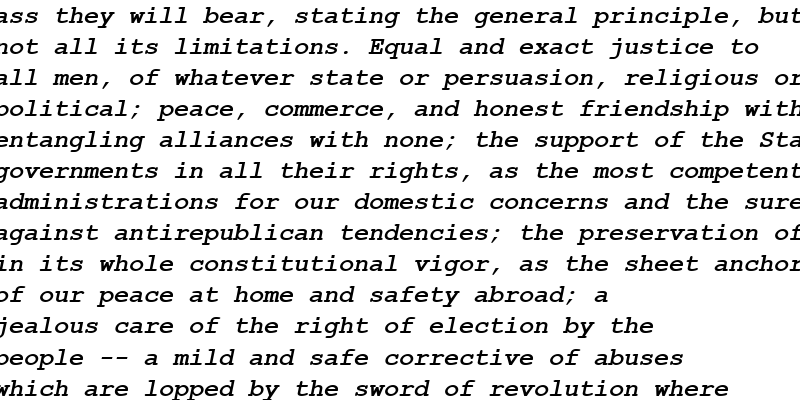 ass they will bear, stating the general principle, but
not all its limitations. Equal and exact justice to
all men, of whatever state or persuasion, religious or
political; peace, commerce, and honest friendship with
entangling alliances with none; the support of the Sta
governments in all their rights, as the most competent
administrations for our domestic concerns and the sure
against antirepublican tendencies; the preservation of
in its whole constitutional vigor, as the sheet anchor
of our peace at home and safety abroad; a
jealous care of the right of election by the
people -- a mild and safe corrective of abuses
which are lopped by the sword of revolution where